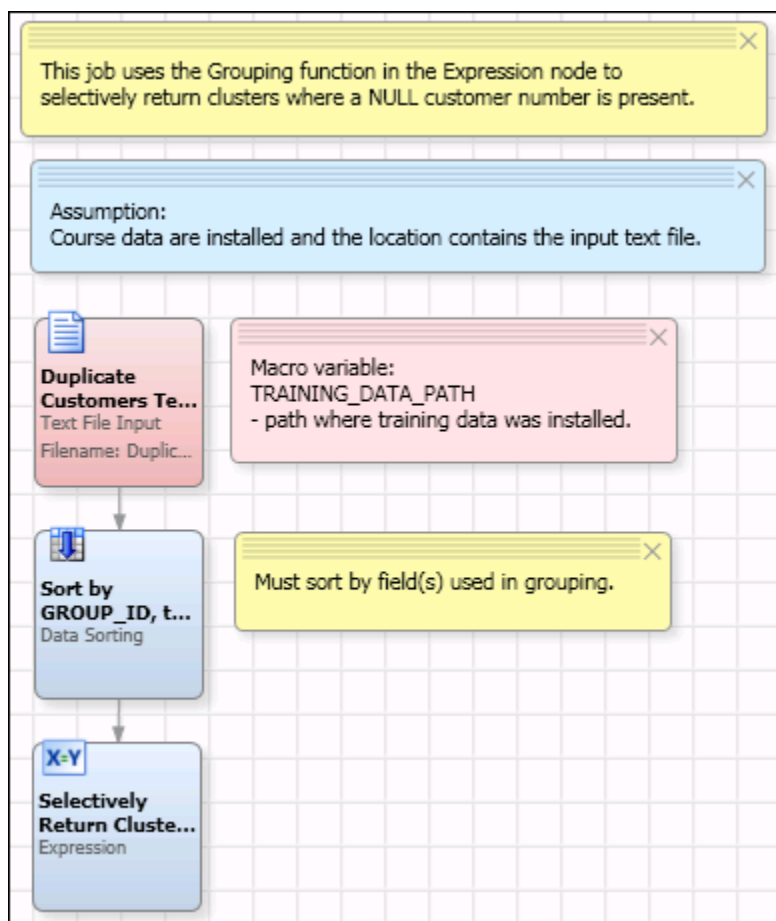 This job uses the Grouping function in the Expression node to
selectively return clusters where a NULL customer number is present.
Assumption:
Course data are installed and the location contains the input text file.
Duplicate
Customers Te...
Text File Input
Filename: Duplic...
Macro variable:
TRAINING_DATA_PATH
- path where training data was installed.
Sort by
GROUP_ID, t...
Data Sorting
Must sort by field(s) used in grouping.
X=Y
Selectively
Return Cluste...
Expression